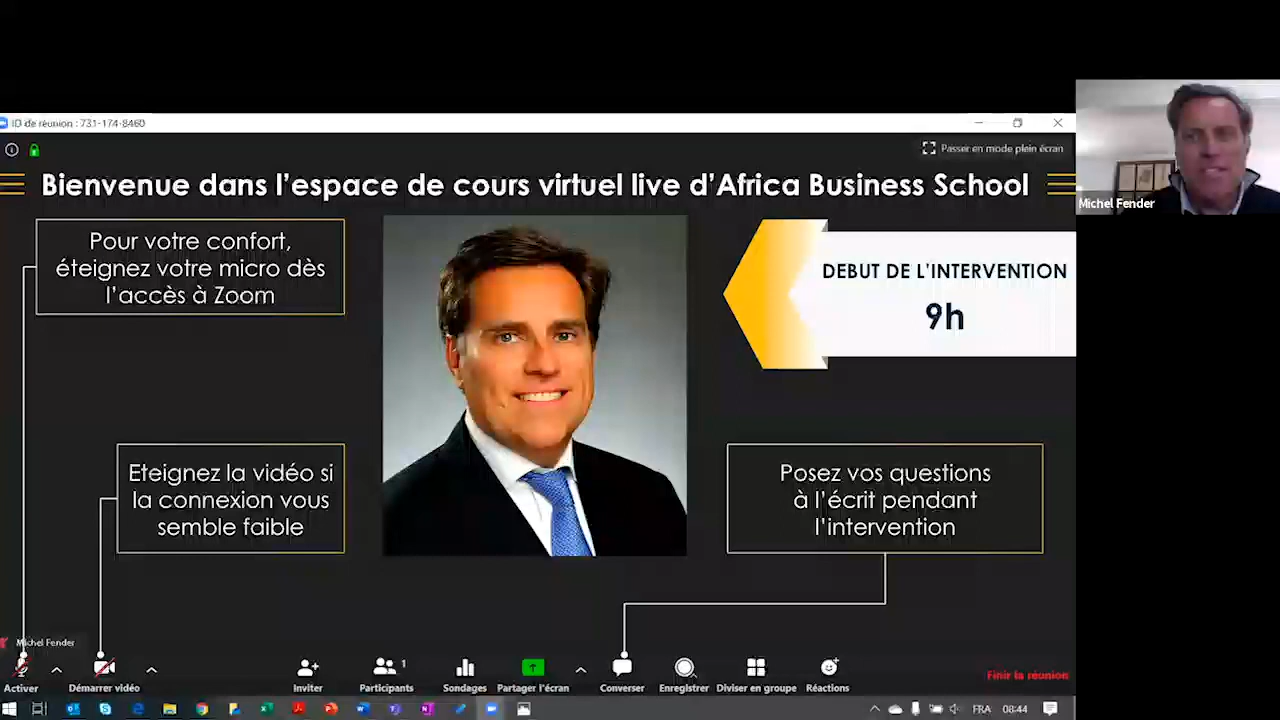 ID de réunion : 731-174-8460
Passer en mode plein écran
Bienvenue dans l'espace de cours virtuel live d'Africa Business School
Michel Fender
Pour votre confort,
éteignez votre micro dès
l'accès à Zoom
DEBUT DE L'INTERVENTION
9h
Eteignez la vidéo si
la connexion vous
semble faible
Posez vos questions
à l'écrit pendant
l'intervention
Michel Fender
Activer
Démarrer vidéo
Inviter
1
Participants
Sondages
Partager l'écran
Converser
Enregistrer
Diviser en groupe
Réactions
Finir la réunion
FRA
08:44